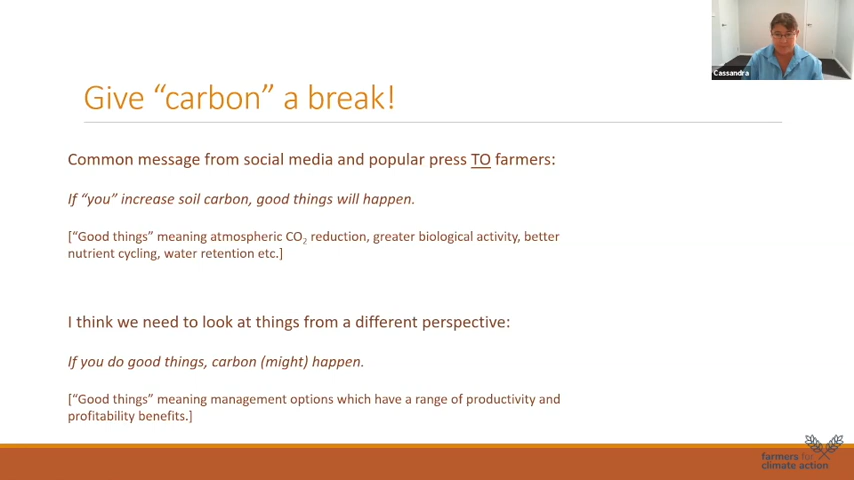 Cassandra
Give “carbon” a break!
Common message from social media and popular press TO farmers:
If “you” increase soil carbon, good things will happen.
[“Good things” meaning atmospheric CO₂ reduction, greater biological activity, better
nutrient cycling, water retention etc.]
I think we need to look at things from a different perspective:
If you do good things, carbon (might) happen.
[“Good things” meaning management options which have a range of productivity and
profitability benefits.]
farmers for
climate action